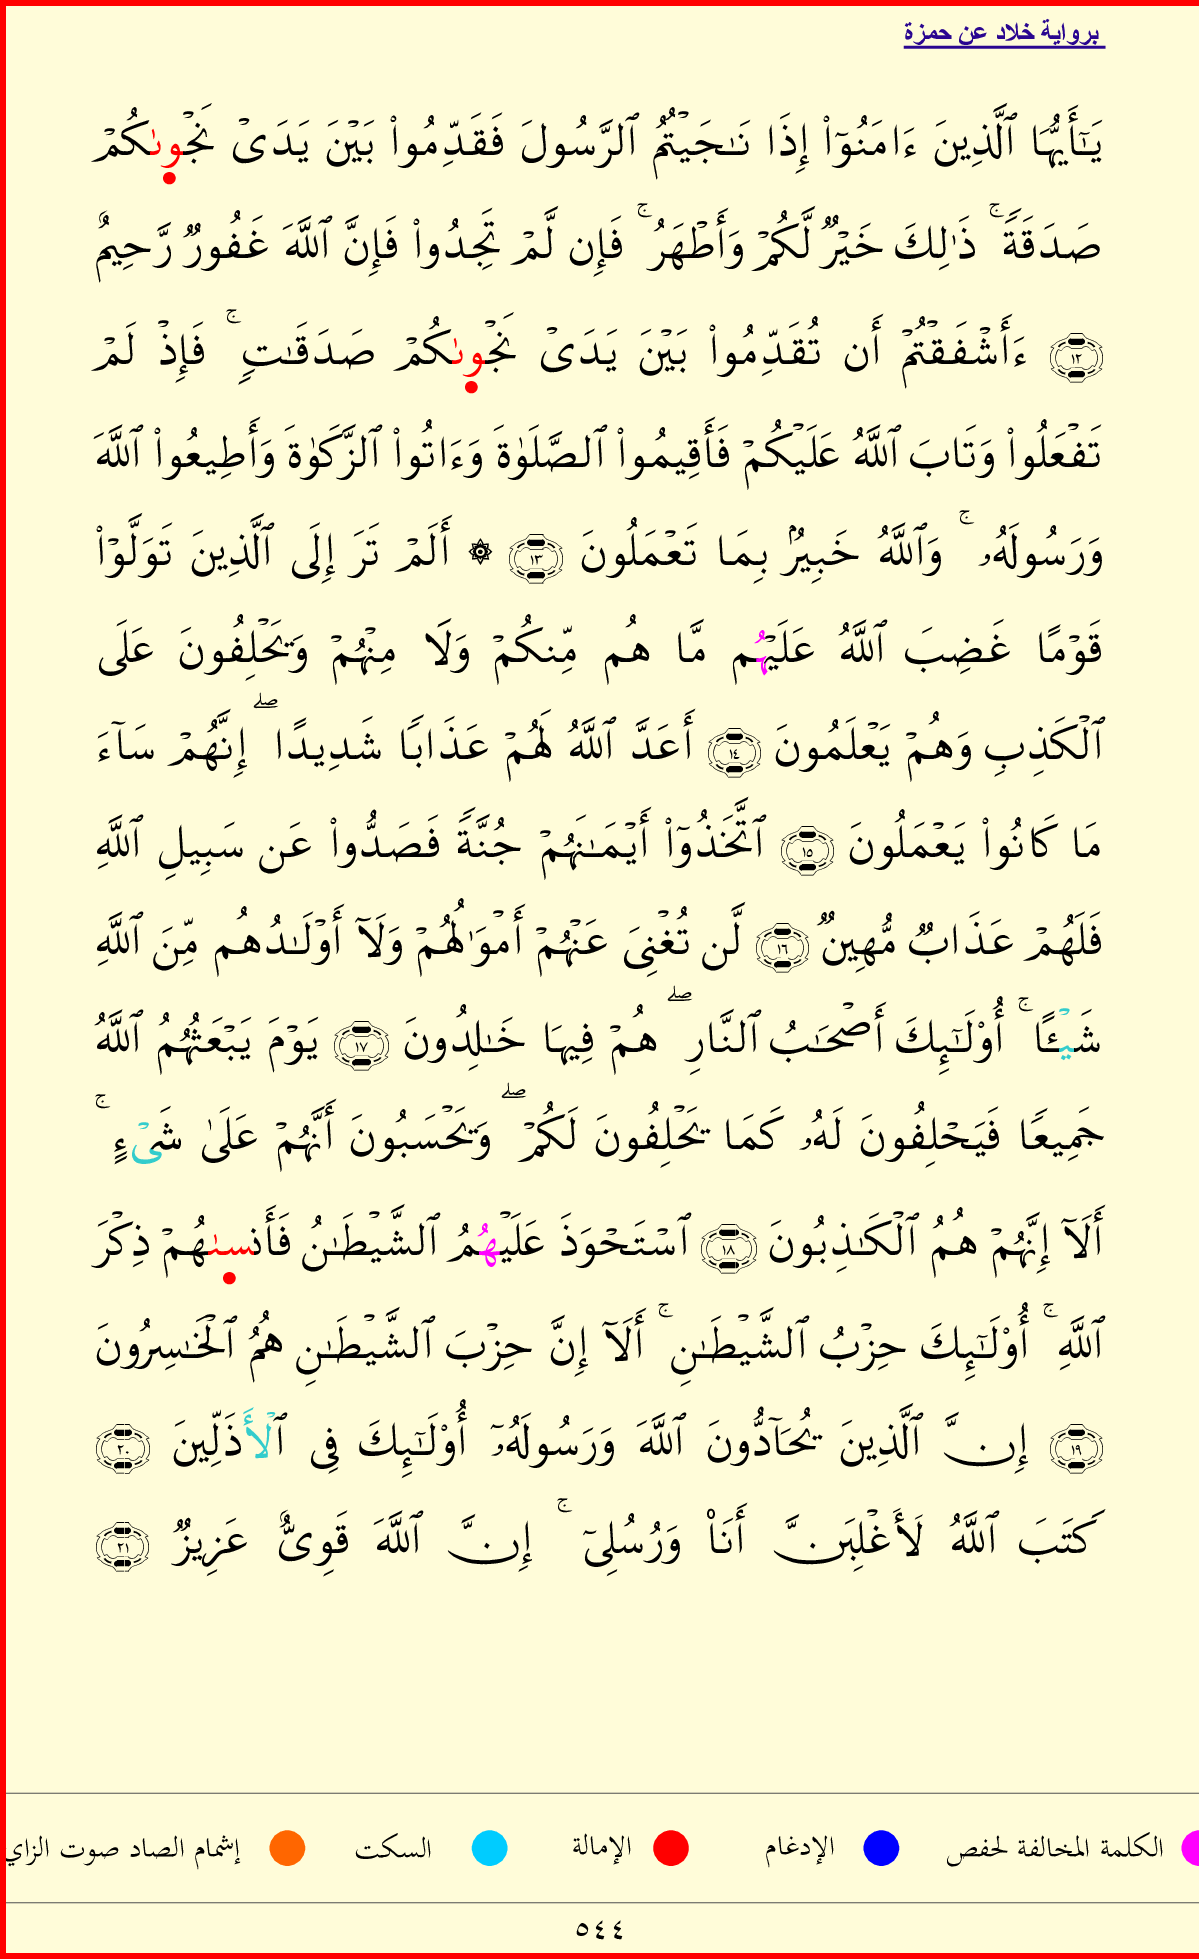 برواية خلاد عن حمزة
يَـٰٓأَيُّهَا ٱلَّذِينَ ءَامَنُوٓا۟ إِذَا نَـٰجَيْتُمُ ٱلرَّسُولَ فَقَدِّمُوا۟ بَيْنَ يَدَىْ نَجْوىٰكُمْ
صَدَقَةً ۚ ذَٰلِكَ خَيْرٌ لَّكُمْ وَأَطْهَرُ ۚ فَإِن لَّمْ تَجِدُوا۟ فَإِنَّ ٱللَّهَ غَفُورٌ رَّحِيمٌ
١٢ ءَأَشْفَقْتُمْ أَن تُقَدِّمُوا۟ بَيْنَ يَدَىْ نَجْوىٰكُمْ صَدَقَـٰتٍ ۚ فَإِذْ لَمْ
تَفْعَلُوا۟ وَتَابَ ٱللَّهُ عَلَيْكُمْ فَأَقِيمُوا۟ ٱلصَّلَوٰةَ وَءَاتُوا۟ ٱلزَّكَوٰةَ وَأَطِيعُوا۟ ٱللَّهَ
وَرَسُولَهُۥ ۚ وَٱللَّهُ خَبِيرٌۢ بِمَا تَعْمَلُونَ ١٣ ۞ أَلَمْ تَرَ إِلَى ٱلَّذِينَ تَوَلَّوْا۟
قَوْمًا غَضِبَ ٱللَّهُ عَلَيْهُم مَّا هُم مِّنكُمْ وَلَا مِنْهُمْ وَيَحْلِفُونَ عَلَى
ٱلْكَذِبِ وَهُمْ يَعْلَمُونَ ١٤ أَعَدَّ ٱللَّهُ لَهُمْ عَذَابًا شَدِيدًا ۖ إِنَّهُمْ سَآءَ
مَا كَانُوا۟ يَعْمَلُونَ ١٥ ٱتَّخَذُوٓا۟ أَيْمَـٰنَهُمْ جُنَّةً فَصَدُّوا۟ عَن سَبِيلِ ٱللَّهِ
فَلَهُمْ عَذَابٌ مُّهِينٌ ١٦ لَّن تُغْنِىَ عَنْهُمْ أَمْوَٰلُهُمْ وَلَآ أَوْلَـٰدُهُم مِّنَ ٱللَّهِ
شَيْـًٔا ۚ أُو۟لَـٰٓئِكَ أَصْحَـٰبُ ٱلنَّارِ ۖ هُمْ فِيهَا خَـٰلِدُونَ ١٧ يَوْمَ يَبْعَثُهُمُ ٱللَّهُ
جَمِيعًا فَيَحْلِفُونَ لَهُۥ كَمَا يَحْلِفُونَ لَكُمْ ۖ وَيَحْسَبُونَ أَنَّهُمْ عَلَىٰ شَىْءٍ ۚ
أَلَآ إِنَّهُمْ هُمُ ٱلْكَـٰذِبُونَ ١٨ ٱسْتَحْوَذَ عَلَيْهُمُ ٱلشَّيْطَـٰنُ فَأَنسىٰهُمْ ذِكْرَ
ٱللَّهِ ۚ أُو۟لَـٰٓئِكَ حِزْبُ ٱلشَّيْطَـٰنِ ۚ أَلَآ إِنَّ حِزْبَ ٱلشَّيْطَـٰنِ هُمُ ٱلْخَـٰسِرُونَ
١٩ إِنَّ ٱلَّذِينَ يُحَآدُّونَ ٱللَّهَ وَرَسُولَهُۥٓ أُو۟لَـٰٓئِكَ فِى ٱلْأَذَلِّينَ ٢٠
كَتَبَ ٱللَّهُ لَأَغْلِبَنَّ أَنَا۠ وَرُسُلِىٓ ۚ إِنَّ ٱللَّهَ قَوِىٌّ عَزِيزٌ ٢١
الكلمة المخالفة لحفص الإدغام الإمالة السكت إشمام الصاد صوت الزاي
٥٤٤